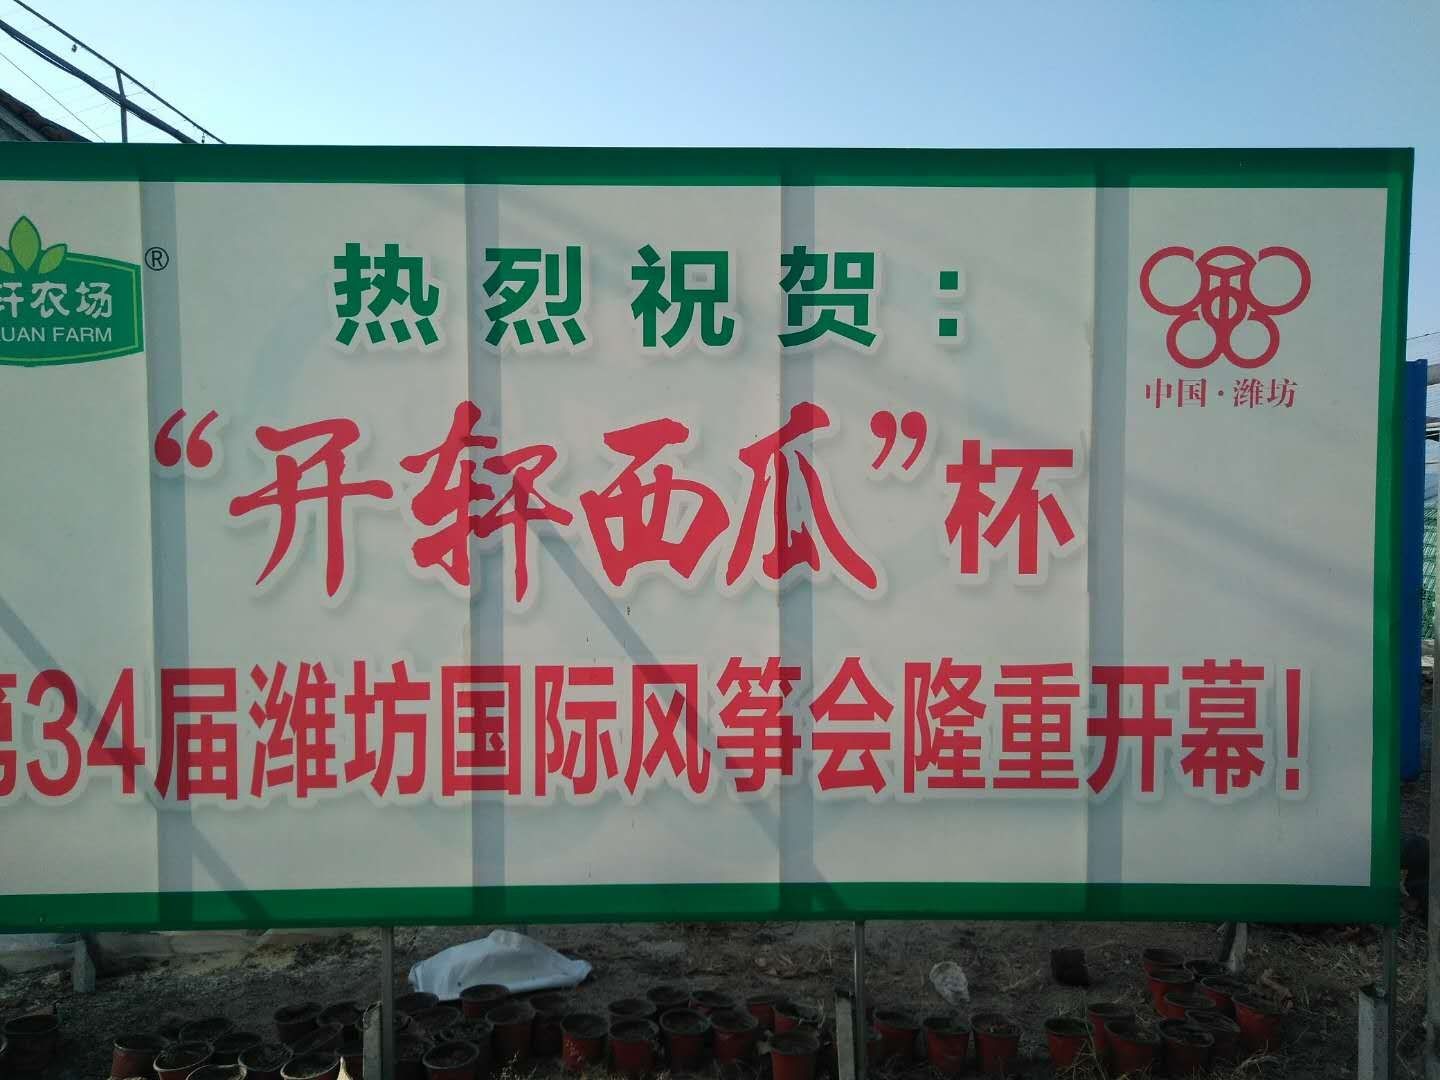 轩农场
UAN FARM
®
热烈祝贺：
中国·潍坊
“开轩西瓜”杯
第34届潍坊国际风筝会隆重开幕！